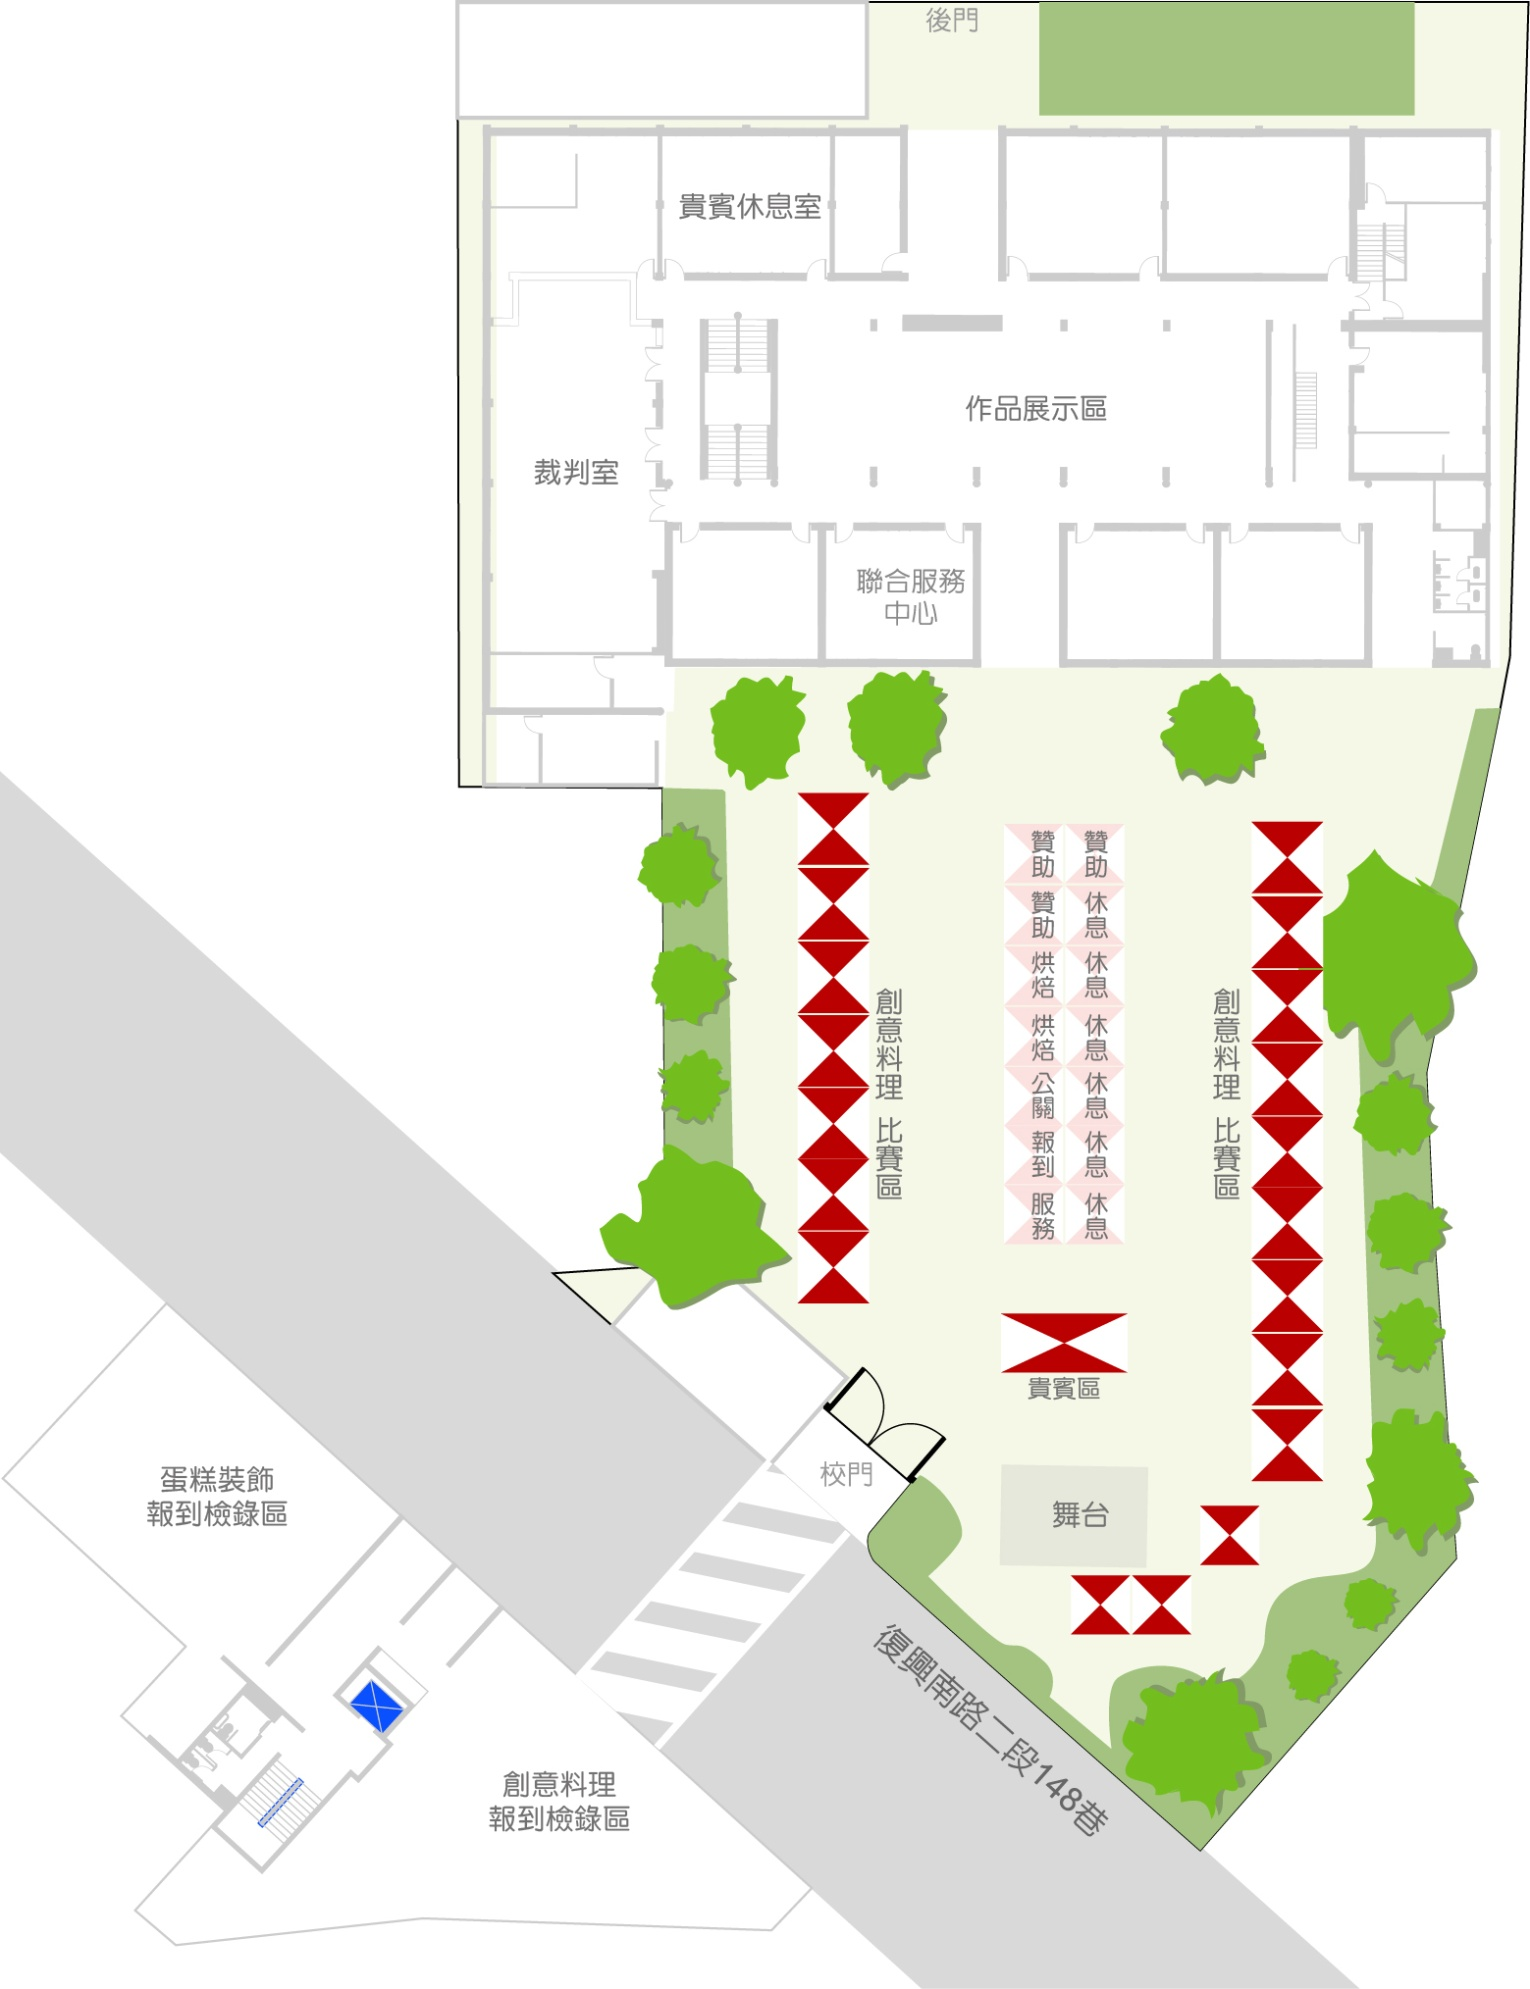 後門
貴賓休息室
作品展示區
裁判室
聯合服務
中心
贊助
贊助
贊助
休息
烘焙
休息
烘焙
休息
公關
休息
報到
休息
服務
休息
創意料理 比賽區
創意料理 比賽區
貴賓區
校門
舞台
蛋糕裝飾
報到檢錄區
創意料理
報到檢錄區
復興南路二段148巷